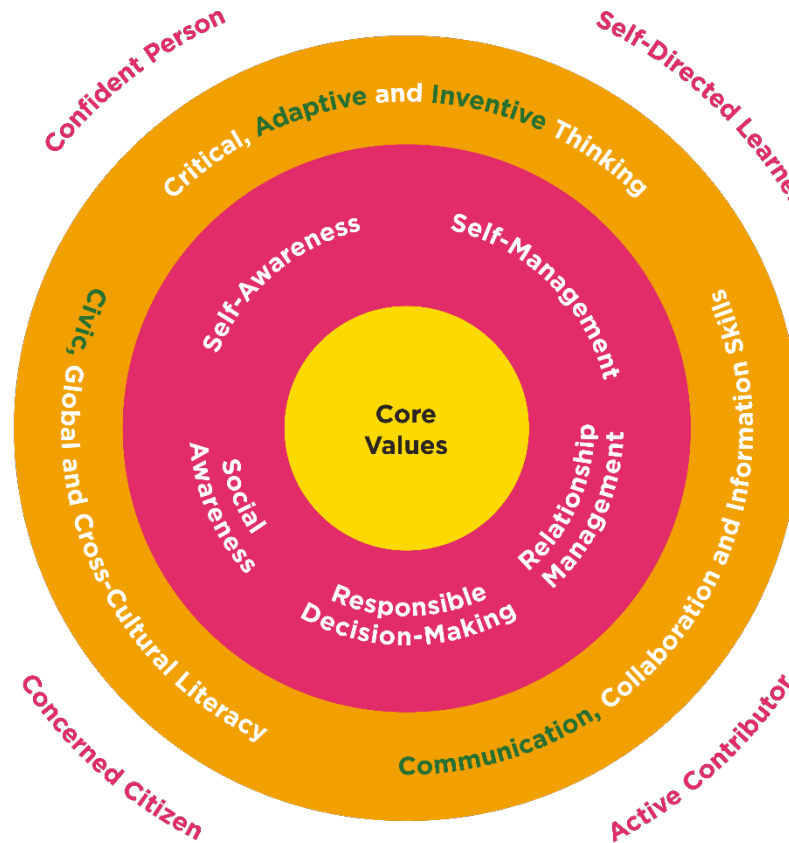 Confident Person
Self-Directed Learner
Critical, Adaptive and Inventive Thinking
Self-Awareness
Self-Management
Civic, Global and Cross-Cultural Literacy
Core
Values
Communication, Collaboration and Information Skills
Social
Awareness
Relationship
Management
Responsible
Decision-Making
Concerned Citizen
Active Contributor